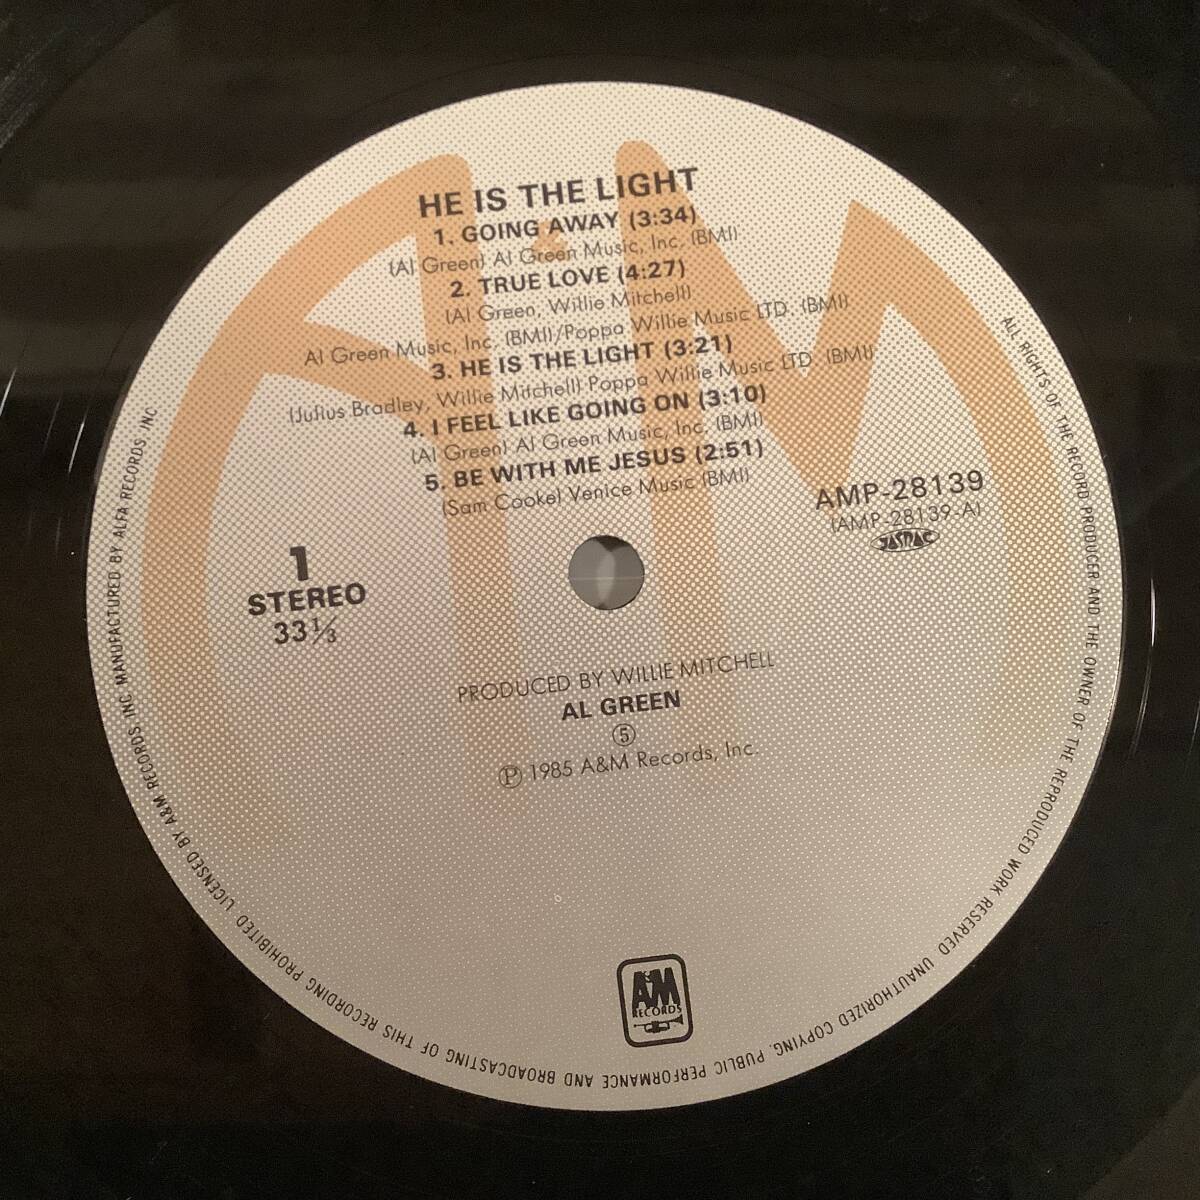 HE IS THE LIGHT
1. GOING AWAY (3:34)
(Al Green) Al Green Music, Inc. (BMI)
2. TRUE LOVE (4:27)
(Al Green, Willie Mitchell)
Al Green Music, Inc. (BMI)/Poppa Willie Music LTD. (BMI)
3. HE IS THE LIGHT (3:21)
(Julius Bradley, Willie Mitchell) Poppa Willie Music LTD. (BMI)
4. I FEEL LIKE GOING ON (3:10)
(Al Green) Al Green Music, Inc. (BMI)
5. BE WITH ME JESUS (2:51)
(Sam Cooke) Venice Music (BMI)
AMP-28139
(AMP-28139-A)
JASRAC
1
STEREO
33 1/3
PRODUCED BY WILLIE MITCHELL
AL GREEN
⑤
Ⓟ 1985 A&M Records, Inc.
A&M
RECORDS
ALL RIGHTS OF THE RECORD PRODUCER AND THE OWNER OF THE REPRODUCED WORK RESERVED UNAUTHORIZED COPYING, PUBLIC PERFORMANCE AND BROADCASTING OF THIS RECORDING PROHIBITED. LICENSED BY A&M RECORDS, INC MANUFACTURED BY ALFA RECORDS, INC